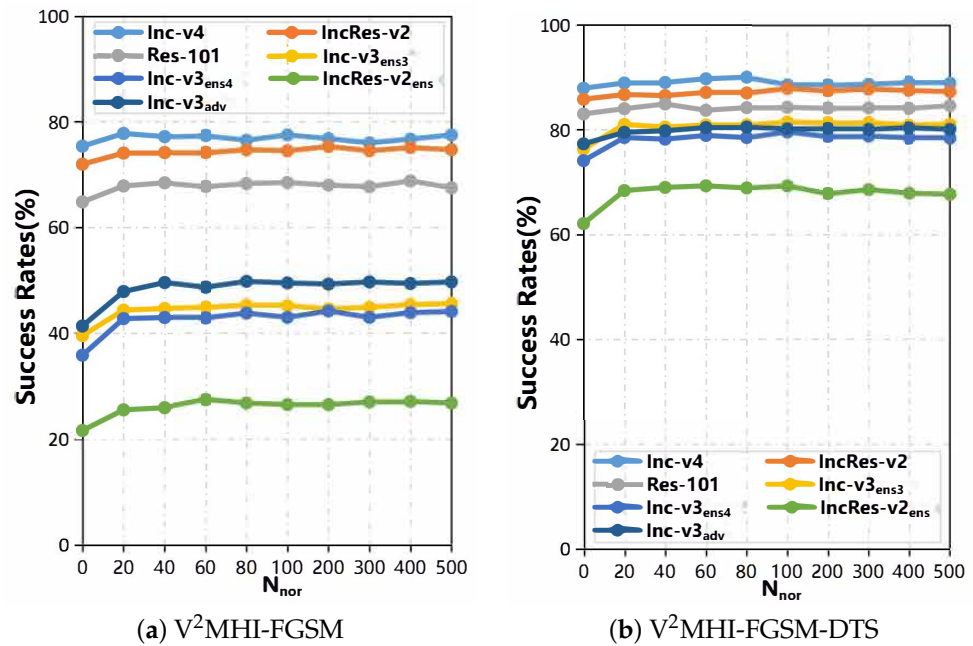 100
80
60
40
20
0
Success Rates(%)
Inc-v4 IncRes-v2
Res-101 Inc-v3ens3
Inc-v3ens4 IncRes-v2ens
Inc-v3adv
0 20 40 60 80 100 200 300 400 500
Nnor
(a) V²MHI-FGSM
100
80
60
40
20
0
Success Rates(%)
Inc-v4 IncRes-v2
Res-101 Inc-v3ens3
Inc-v3ens4 IncRes-v2ens
Inc-v3adv
0 20 40 60 80 100 200 300 400 500
Nnor
(b) V²MHI-FGSM-DTS